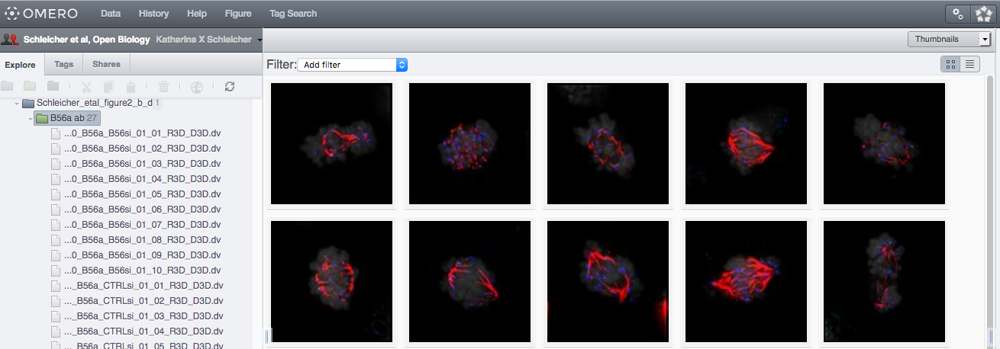 OMERO Data History Help Figure Tag Search
Schleicher et al, Open Biology Katharina X Schleicher
Thumbnails
Explore Tags Shares
Filter: Add filter
Schleicher_etal_figure2_b_d 1
B56a ab 27
...0_B56a_B56si_01_01_R3D_D3D.dv
...0_B56a_B56si_01_02_R3D_D3D.dv
...0_B56a_B56si_01_03_R3D_D3D.dv
...0_B56a_B56si_01_04_R3D_D3D.dv
...0_B56a_B56si_01_05_R3D_D3D.dv
...0_B56a_B56si_01_06_R3D_D3D.dv
...0_B56a_B56si_01_07_R3D_D3D.dv
...0_B56a_B56si_01_08_R3D_D3D.dv
...0_B56a_B56si_01_09_R3D_D3D.dv
...0_B56a_B56si_01_10_R3D_D3D.dv
..._B56a_CTRLsi_01_01_R3D_D3D.dv
..._B56a_CTRLsi_01_02_R3D_D3D.dv
..._B56a_CTRLsi_01_03_R3D_D3D.dv
..._B56a_CTRLsi_01_04_R3D_D3D.dv
..._B56a_CTRLsi_01_05_R3D_D3D.dv